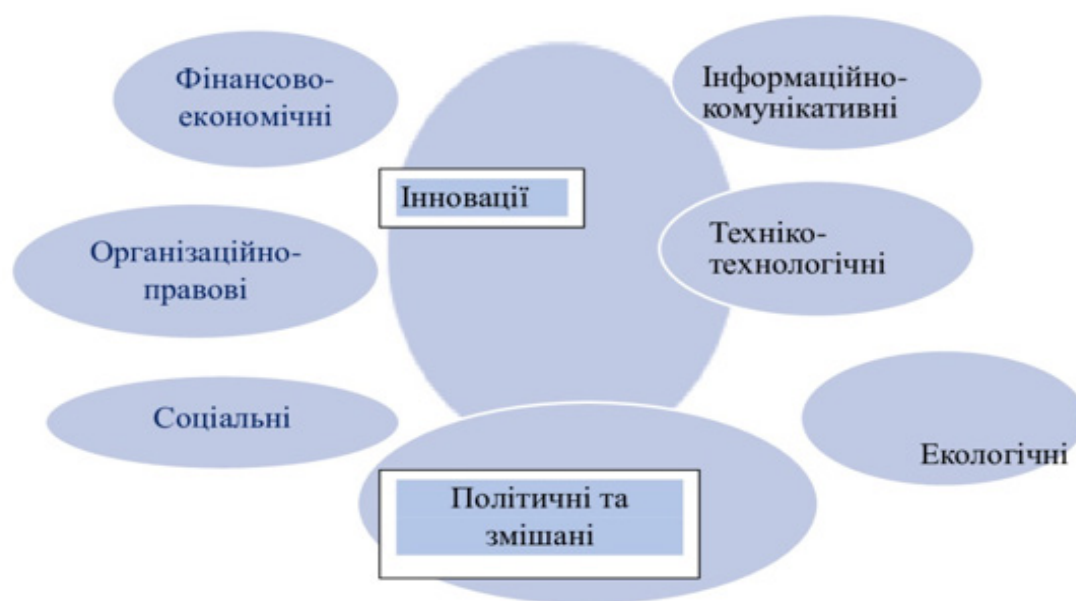 Фінансово-
економічні
Інформаційно-
комунікативні
Інновації
Організаційно-
правові
Техніко-
технологічні
Соціальні
Екологічні
Політичні та
змішані